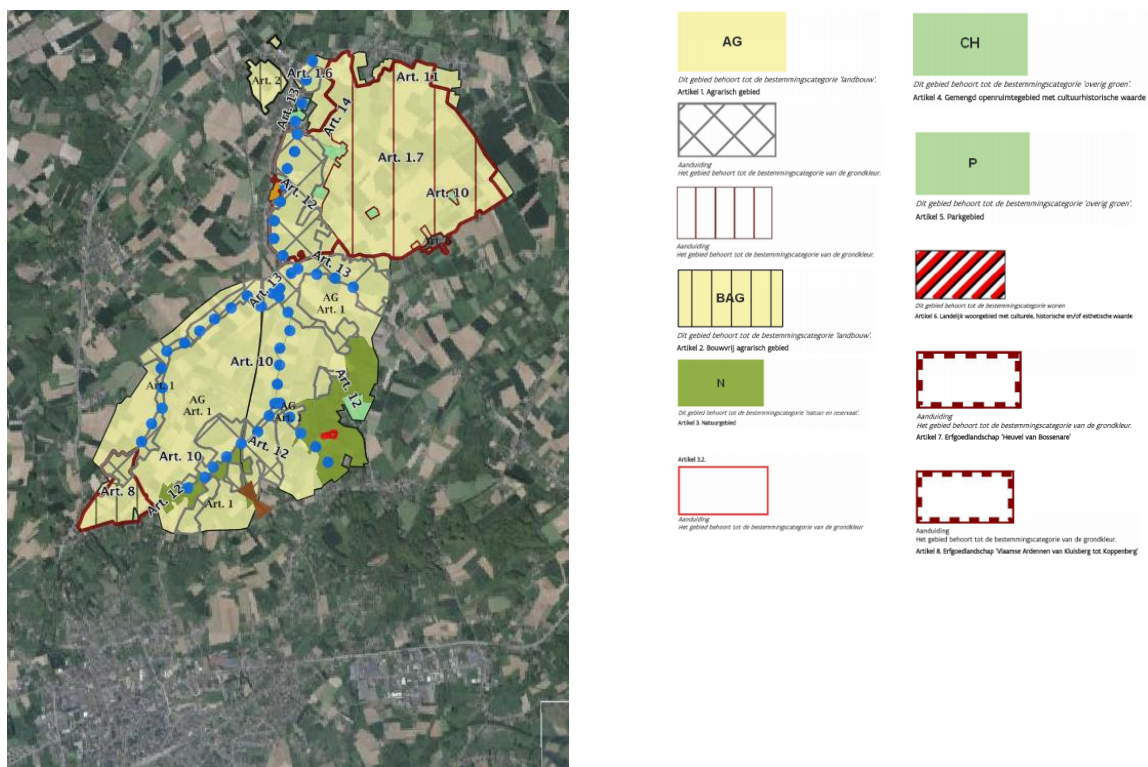 Art. 2
Art. 1.6
Art. 13
Art. 11
Art. 14
Art. 1.7
Art. 10
Art. 12
Art. 13
Art. 13
AG
Art. 1
Art. 10
Art. 1
AG
Art. 1
Art. 12
AG
Art. 1
Art. 12
Art. 10
Art. 8
Art. 12
Art. 1
AG
Dit gebied behoort tot de bestemmingscategorie 'landbouw'.
Artikel 1. Agrarisch gebied
Aanduiding
Het gebied behoort tot de bestemmingscategorie van de grondkleur.
Aanduiding
Het gebied behoort tot de bestemmingscategorie van de grondkleur.
BAG
Dit gebied behoort tot de bestemmingscategorie 'landbouw'.
Artikel 2. Bouwvrij agrarisch gebied
N
Dit gebied behoort tot de bestemmingscategorie 'natuur en reservaat'.
Artikel 3. Natuurgebied
Artikel 3.2.
Aanduiding
Het gebied behoort tot de bestemmingscategorie van de grondkleur
CH
Dit gebied behoort tot de bestemmingscategorie 'overig groen'.
Artikel 4. Gemengd openruimtegebied met cultuurhistorische waarde
P
Dit gebied behoort tot de bestemmingscategorie 'overig groen'.
Artikel 5. Parkgebied
Dit gebied behoort tot de bestemmingscategorie wonen
Artikel 6. Landelijk woongebied met culturele, historische en/of esthetische waarde
Aanduiding
Het gebied behoort tot de bestemmingscategorie van de grondkleur.
Artikel 7. Erfgoedlandschap 'Heuvel van Bossenare'
Aanduiding
Het gebied behoort tot de bestemmingscategorie van de grondkleur.
Artikel 8. Erfgoedlandschap 'Vlaamse Ardennen van Kluisberg tot Koppenberg'